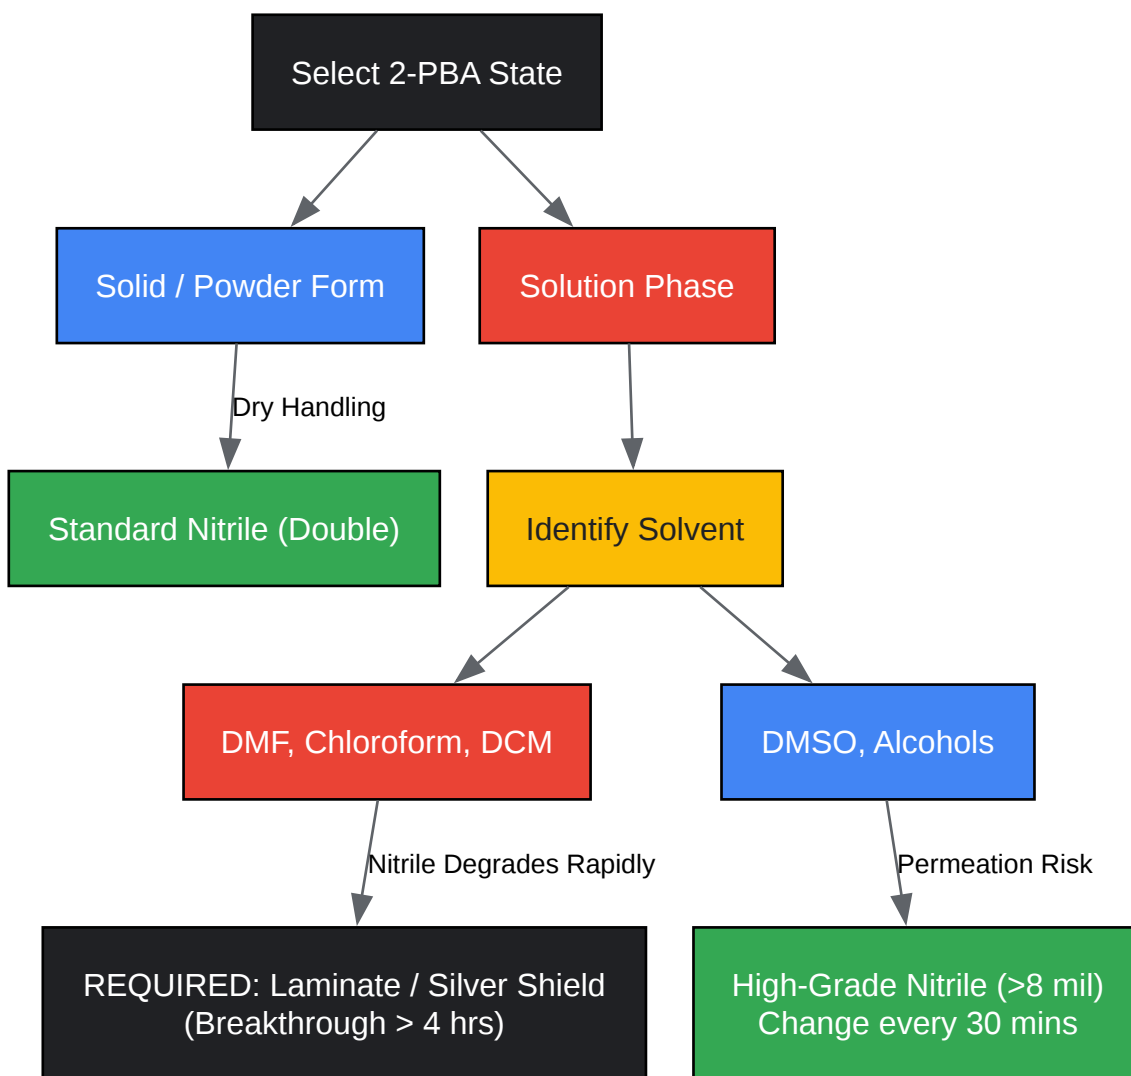 Select 2-PBA State
Solid / Powder Form
Solution Phase
Dry Handling
Standard Nitrile (Double)
Identify Solvent
DMF, Chloroform, DCM
DMSO, Alcohols
Nitrile Degrades Rapidly
Permeation Risk
REQUIRED: Laminate / Silver Shield
(Breakthrough > 4 hrs)
High-Grade Nitrile (>8 mil)
Change every 30 mins